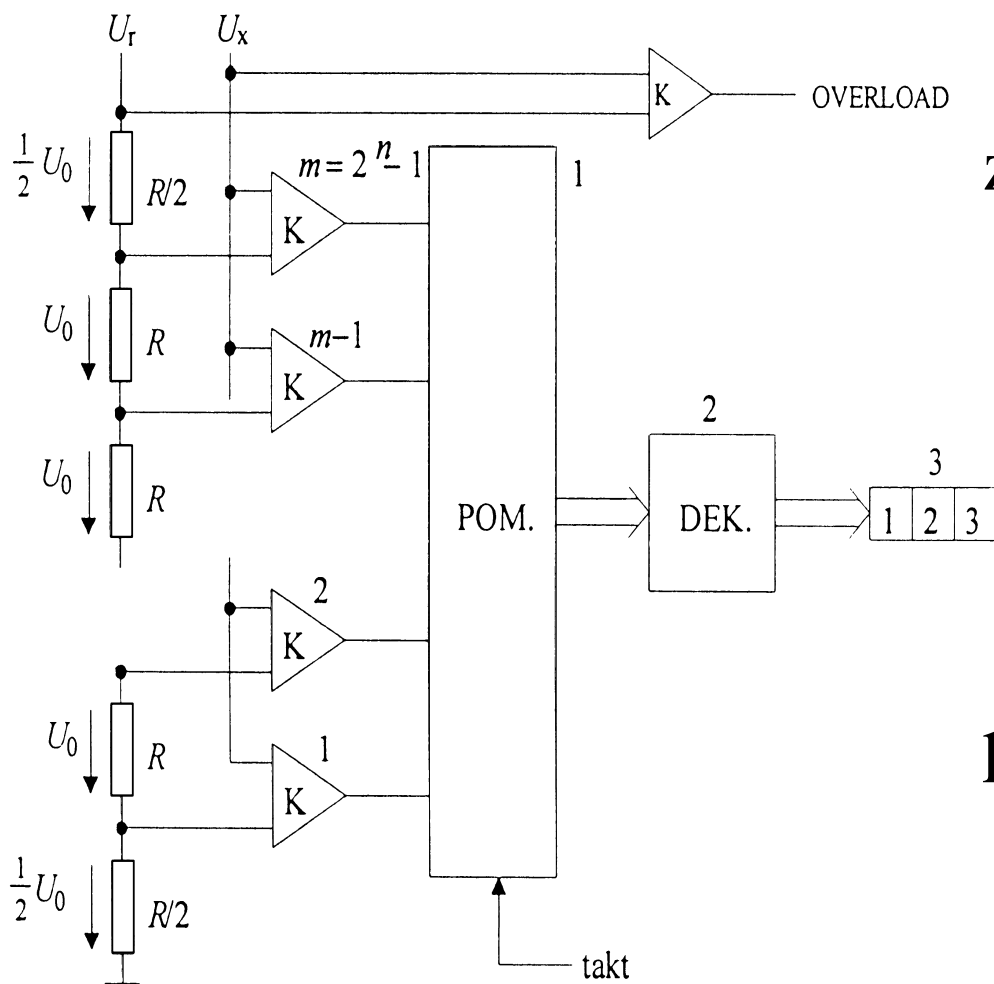 U_r U_x
K OVERLOAD
1/2 U_0 R/2
m = 2^n - 1 1
K
U_0 R
m-1
K
U_0 R
POM.
2
DEK.
3
1 2 3
2
K
U_0 R
1
K
1/2 U_0 R/2
takt